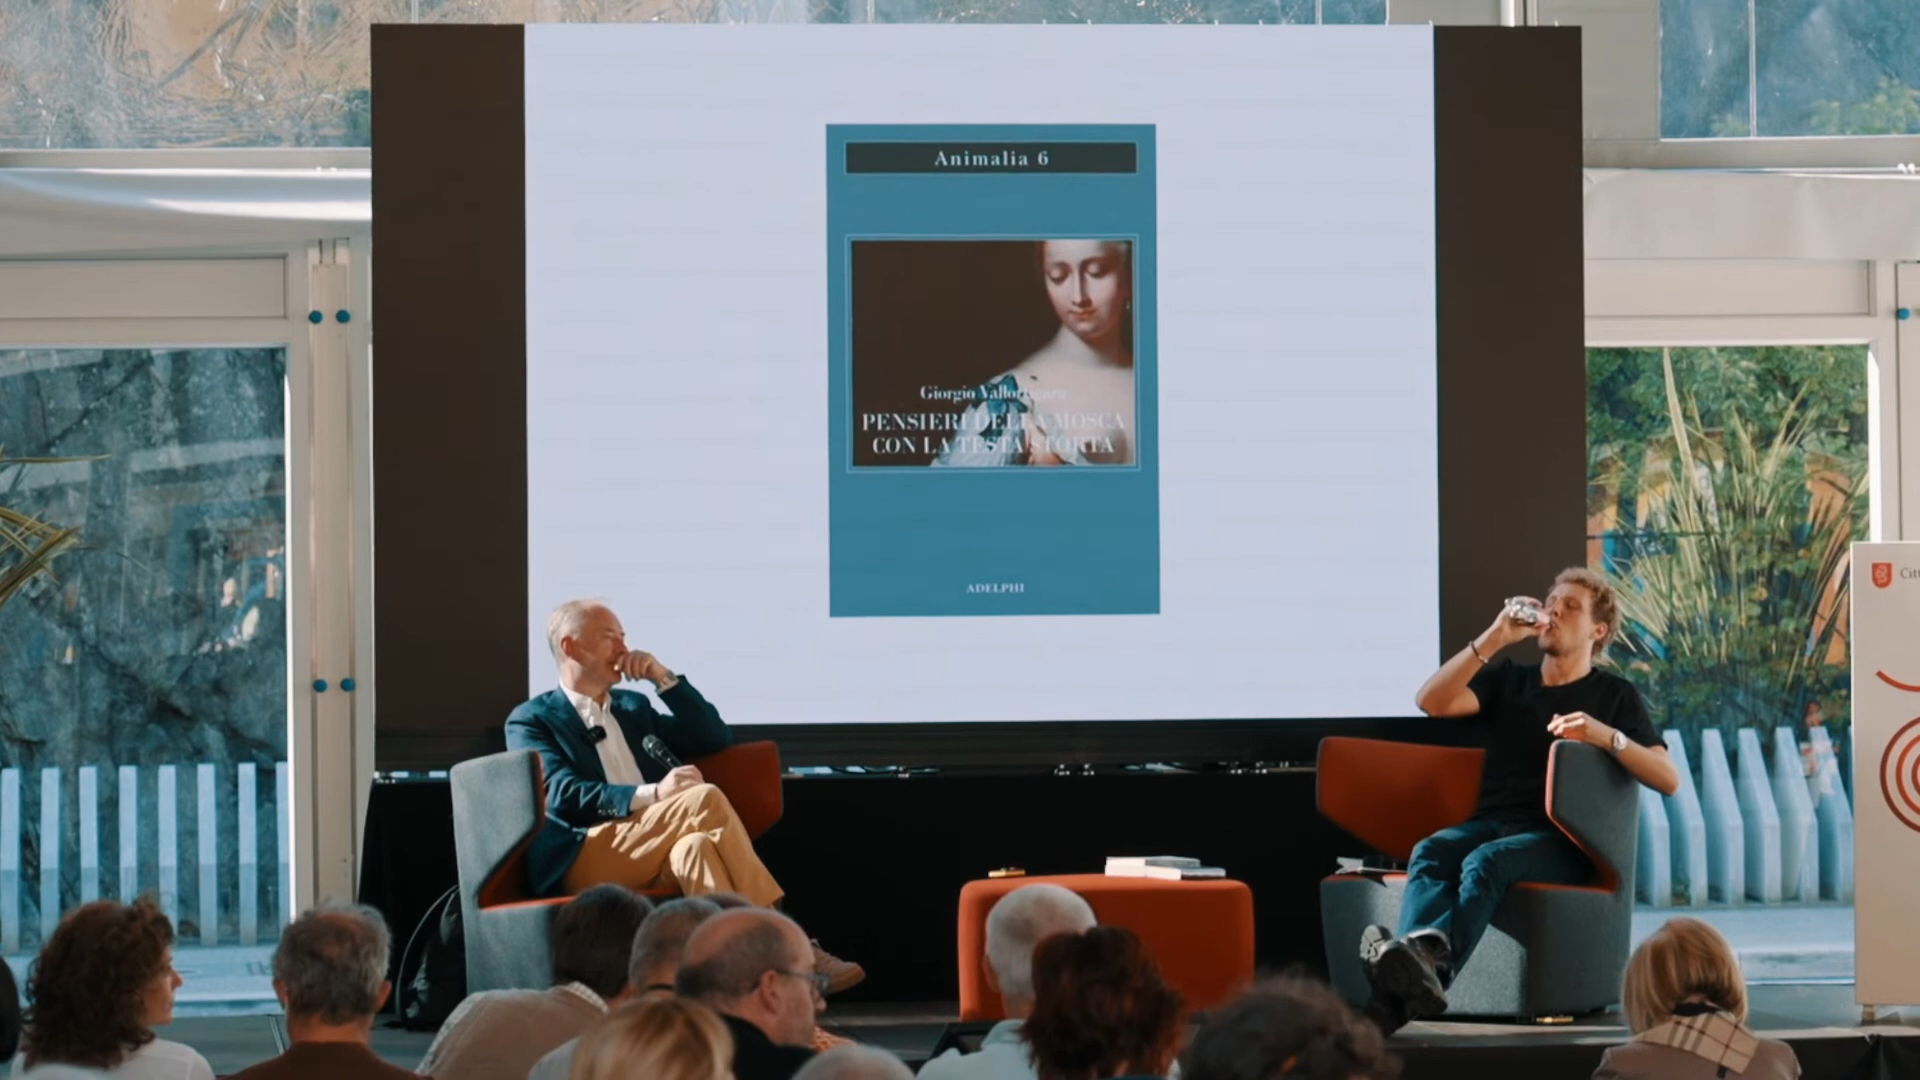 Animalia 6
Giorgio Vallortigara
PENSIERI DELLA MOSCA
CON LA TESTA STORTA
ADELPHI